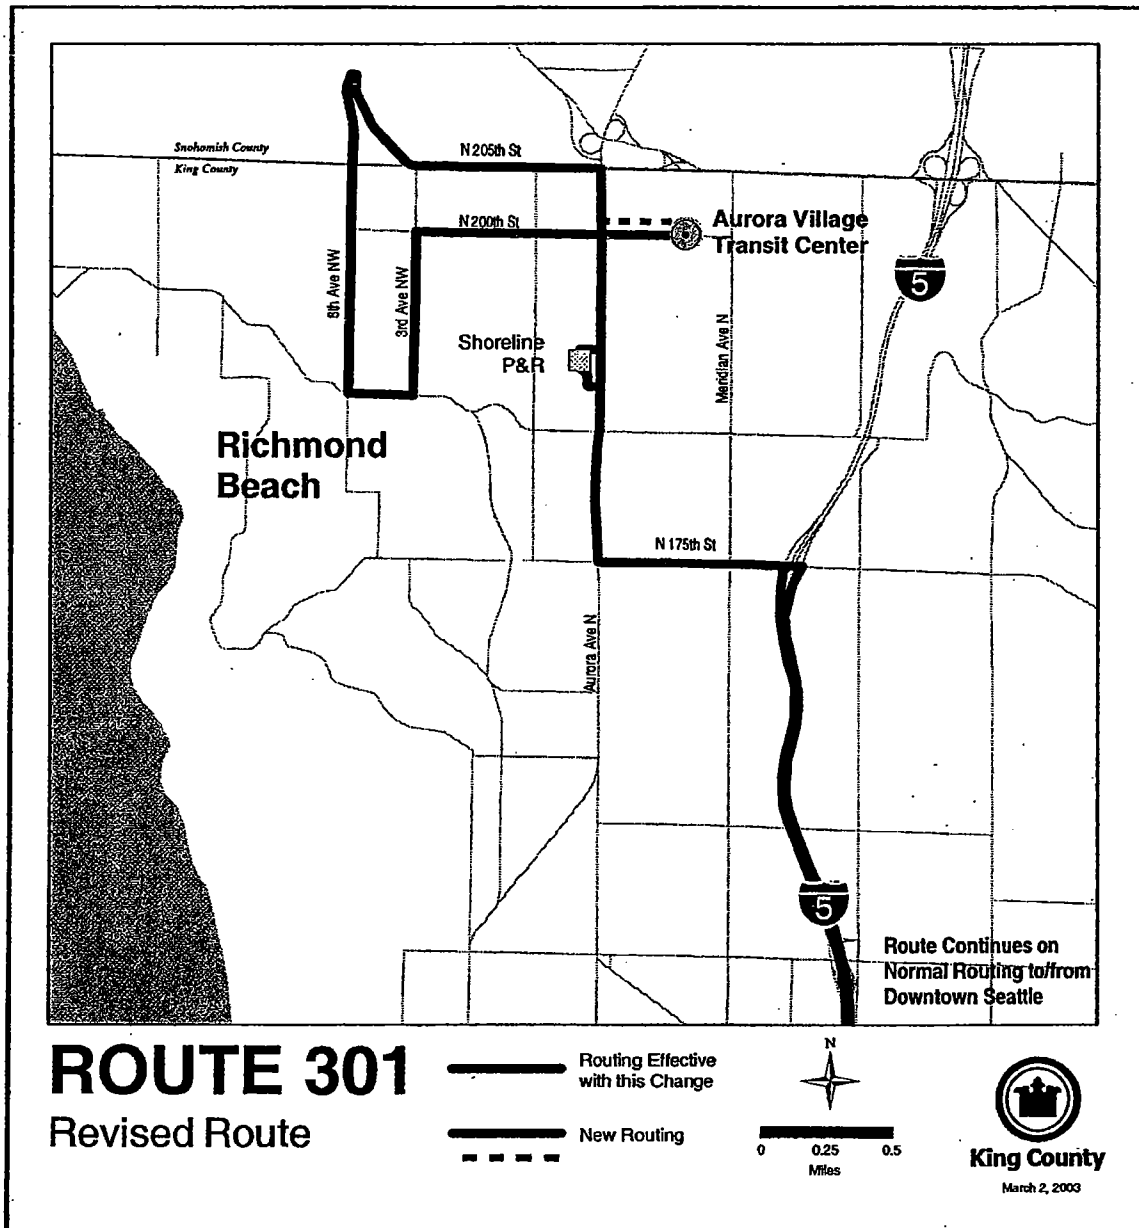 Snohomish County
King County
N 205th St
N 200th St
Aurora Village
Transit Center
5
8th Ave NW
3rd Ave NW
Shoreline
P&R
Meridian Ave N
Richmond
Beach
N 175th St
Aurora Ave N
5
Route Continues on
Normal Routing to/from
Downtown Seattle
ROUTE 301
Revised Route
Routing Effective
with this Change
New Routing
N
0 0.25 0.5
Miles
King County
March 2, 2003